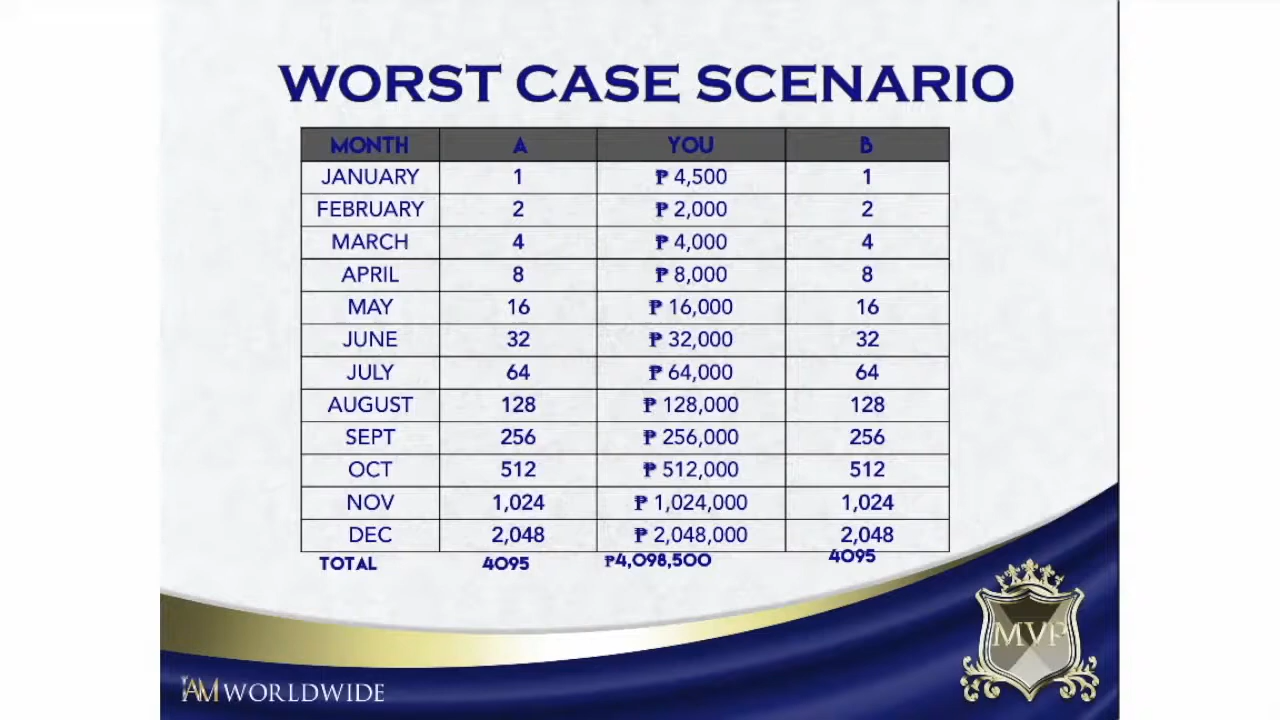 WORST CASE SCENARIO
MONTH A YOU B
JANUARY 1 ₱ 4,500 1
FEBRUARY 2 ₱ 2,000 2
MARCH 4 ₱ 4,000 4
APRIL 8 ₱ 8,000 8
MAY 16 ₱ 16,000 16
JUNE 32 ₱ 32,000 32
JULY 64 ₱ 64,000 64
AUGUST 128 ₱ 128,000 128
SEPT 256 ₱ 256,000 256
OCT 512 ₱ 512,000 512
NOV 1,024 ₱ 1,024,000 1,024
DEC 2,048 ₱ 2,048,000 2,048
TOTAL 4095 ₱4,098,500 4095
MVP
IAM WORLDWIDE